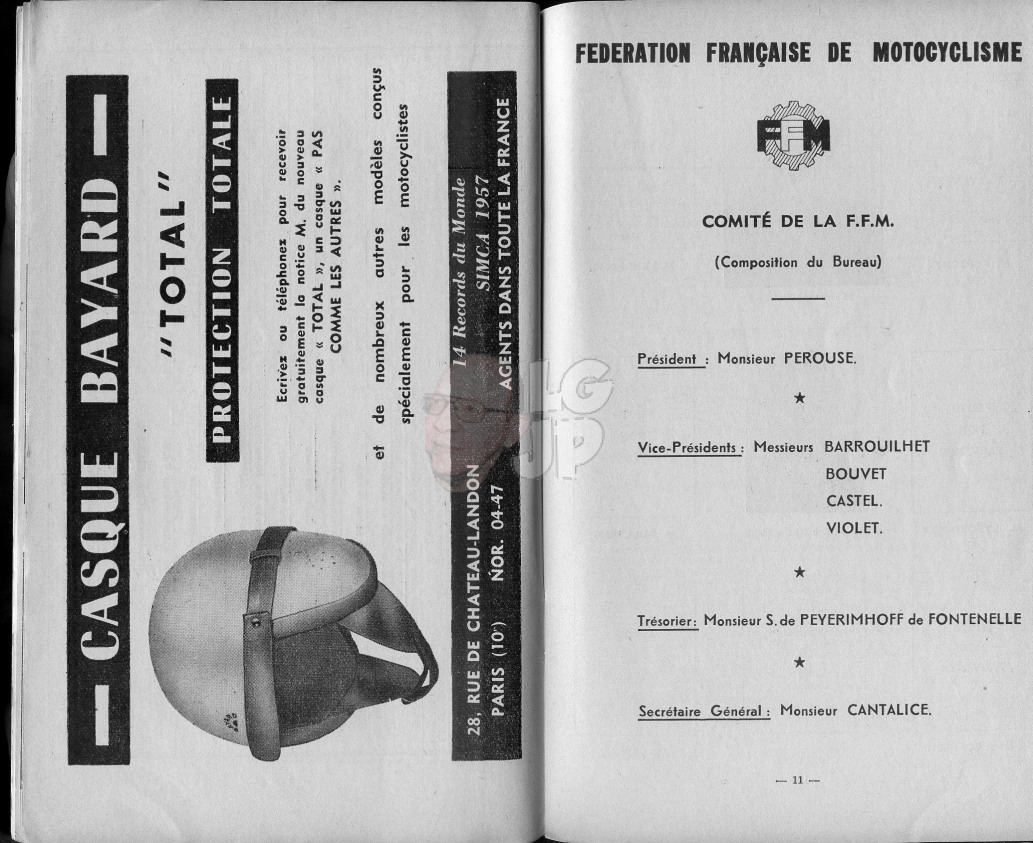 — CASQUE BAYARD —
"TOTAL"
PROTECTION TOTALE
Ecrivez ou téléphonez pour recevoir
gratuitement la notice M. du nouveau
casque « TOTAL », un casque « PAS
COMME LES AUTRES ».
et de nombreux autres modèles conçus
spécialement pour les motocyclistes
14 Records du Monde
SIMCA 1957
28, RUE DE CHATEAU-LANDON
PARIS (10e) NOR. 04-47
AGENTS DANS TOUTE LA FRANCE
LG
UP
FEDERATION FRANÇAISE DE MOTOCYCLISME
FFM
COMITÉ DE LA F.F.M.
(Composition du Bureau)
Président : Monsieur PEROUSE.
Vice-Présidents : Messieurs BARROUILHET
BOUVET
CASTEL.
VIOLET.
Trésorier : Monsieur S. de PEYERIMHOFF de FONTENELLE
Secrétaire Général : Monsieur CANTALICE.
— 11 —